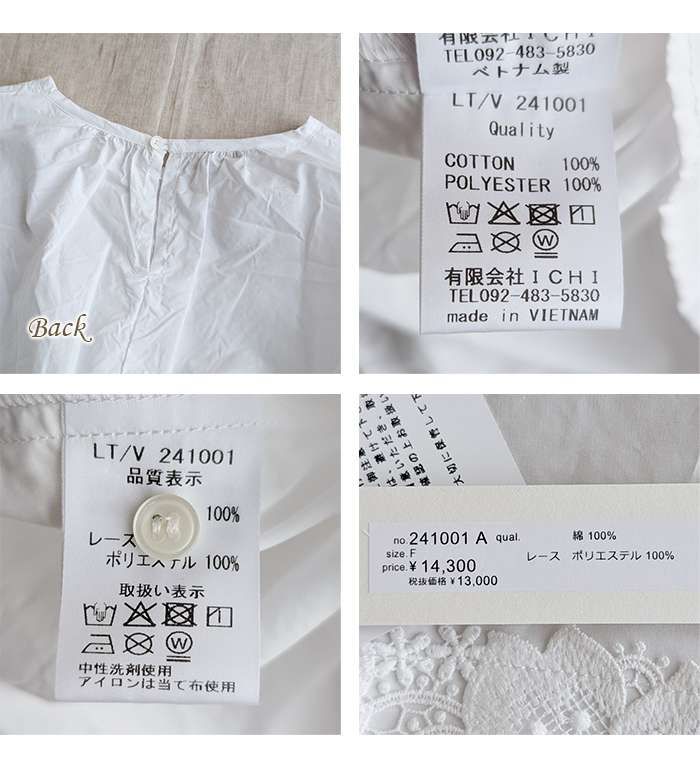 Back
有限会社ICHI
TEL092-483-5830
ベトナム製
LT/V 241001
Quality
COTTON 100%
POLYESTER 100%
有限会社ICHI
TEL092-483-5830
made in VIETNAM
LT/V 241001
品質表示
100%
レース
ポリエステル 100%
取扱い表示
中性洗剤使用
アイロンは当て布使用
no. 241001 A qual. 綿 100%
size. F レース ポリエステル 100%
price. ¥ 14,300
税抜価格 ¥13,000